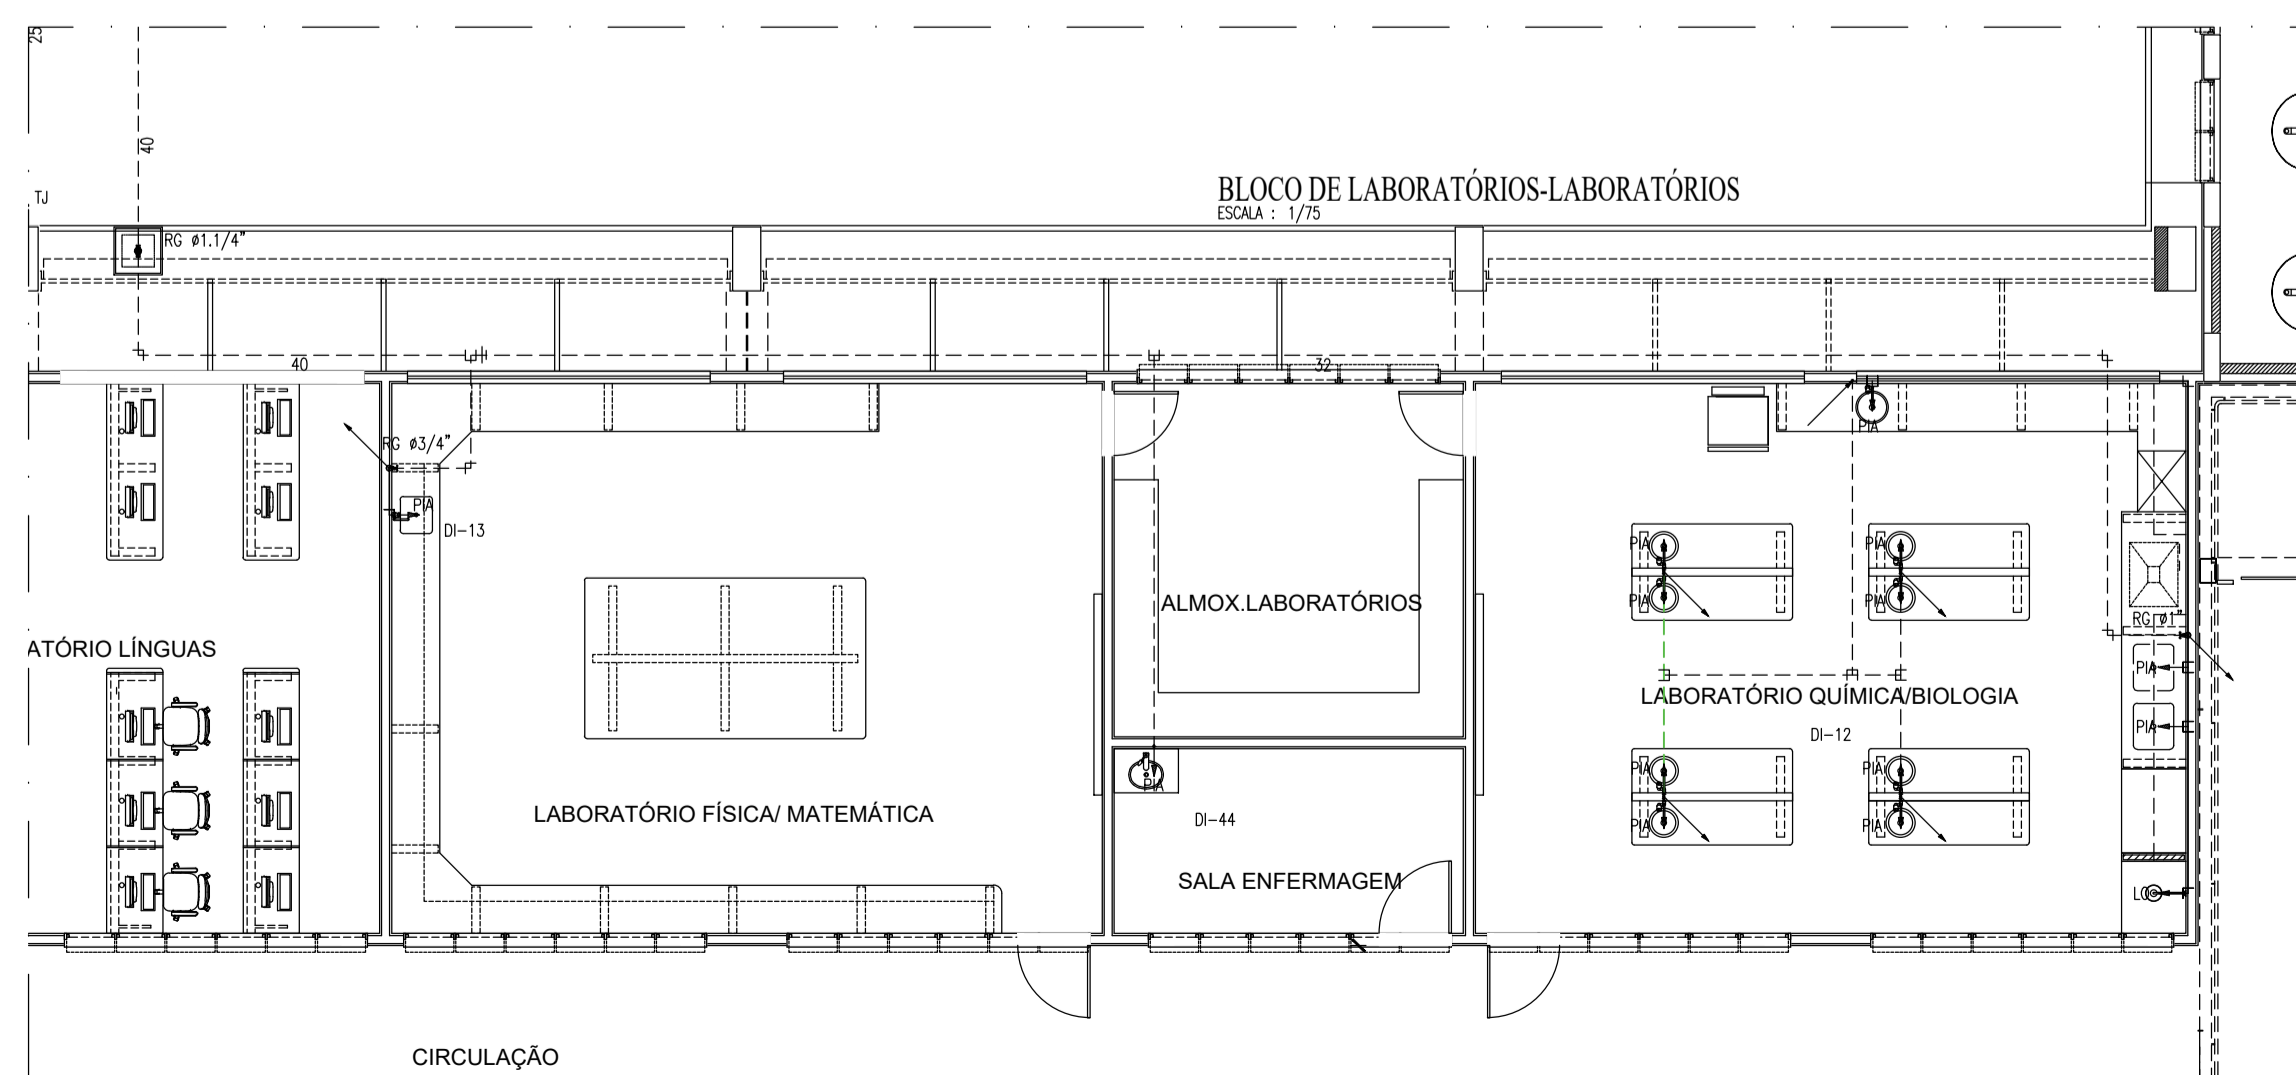 25
40
TJ
BLOCO DE LABORATÓRIOS-LABORATÓRIOS
ESCALA : 1/75
RG ø1.1/4"
40
32
RG ø3/4"
PIA
PIA
DI-13
PIA
PIA
PIA
PIA
ALMOX.LABORATÓRIOS
RG ø1"
ATÓRIO LÍNGUAS
PIA
LABORATÓRIO QUÍMICA/BIOLOGIA
PIA
DI-12
PIA
PIA
PIA
LABORATÓRIO FÍSICA/ MATEMÁTICA
DI-44
PIA
PIA
SALA ENFERMAGEM
CIRCULAÇÃO